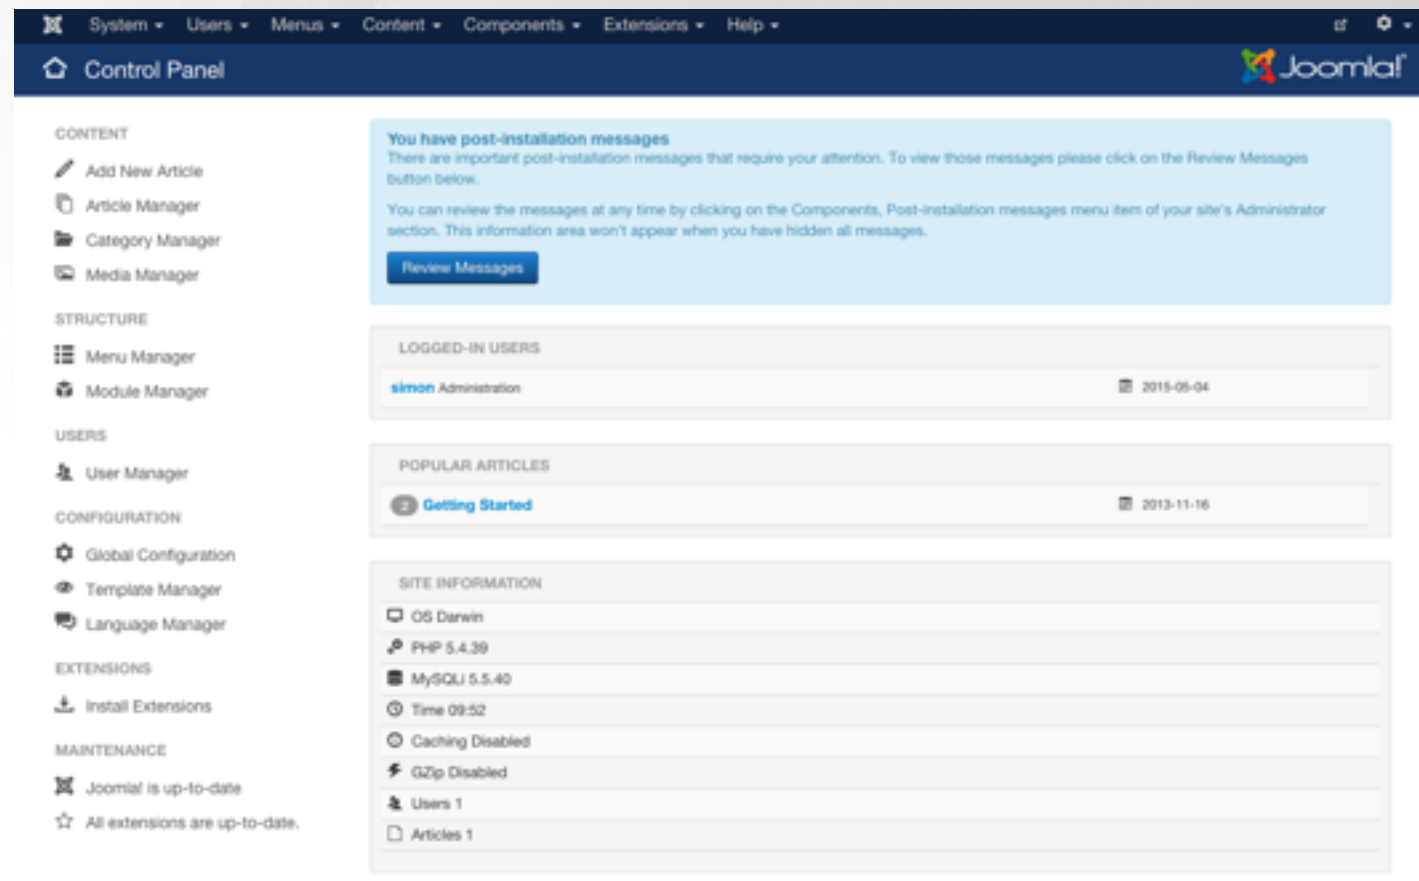 System Users Menus Content Components Extensions Help
Control Panel
Joomla!
CONTENT
Add New Article
Article Manager
Category Manager
Media Manager
STRUCTURE
Menu Manager
Module Manager
USERS
User Manager
CONFIGURATION
Global Configuration
Template Manager
Language Manager
EXTENSIONS
Install Extensions
MAINTENANCE
Joomla! is up-to-date
All extensions are up-to-date.
You have post-installation messages
There are important post-installation messages that require your attention. To view those messages please click on the Review Messages
button below.
You can review the messages at any time by clicking on the Components, Post-installation messages menu item of your site's Administrator
section. This information area won't appear when you have hidden all messages.
Review Messages
LOGGED-IN USERS
simon Administration 2015-05-04
POPULAR ARTICLES
2 Getting Started 2013-11-16
SITE INFORMATION
OS Darwin
PHP 5.4.39
MySQLi 5.5.40
Time 09:52
Caching Disabled
GZip Disabled
Users 1
Articles 1